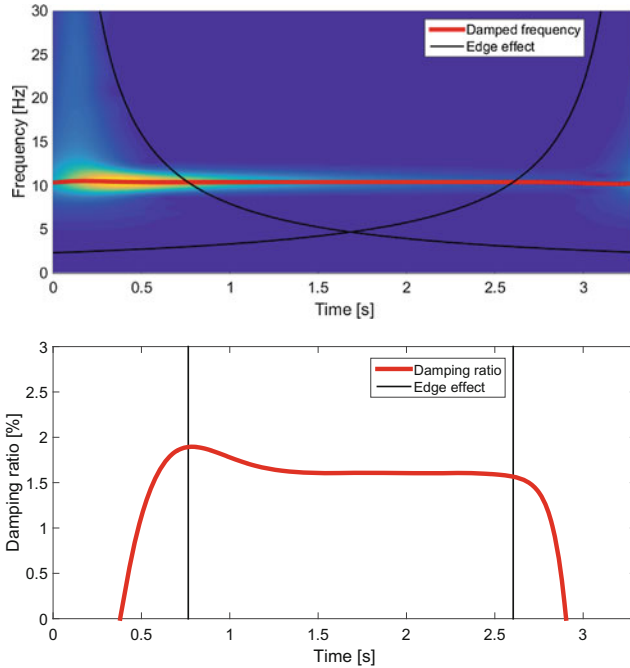 30
25
20
15
10
5
0
Frequency [Hz]
Damped frequency
Edge effect
0 0.5 1 1.5 2 2.5 3
Time [s]
3
2.5
2
1.5
1
0.5
0
Damping ratio [%]
Damping ratio
Edge effect
0 0.5 1 1.5 2 2.5 3
Time [s]